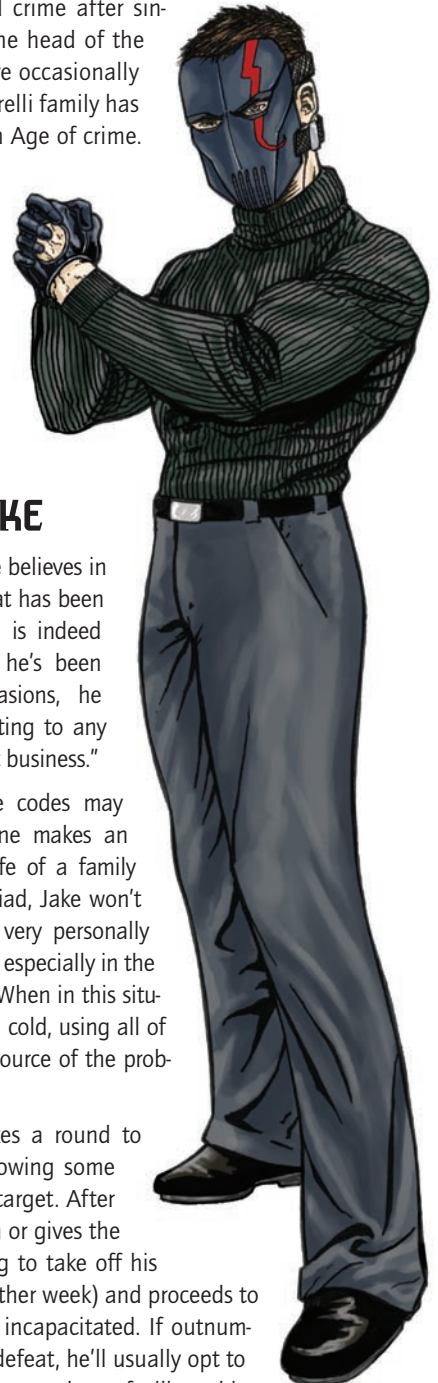 crime after sin-
ne head of the
e occasionally
relli family has
Age of crime.
KE
believes in
at has been
is indeed
he's been
asions, he
ting to any
business."
codes may
ne makes an
fe of a family
iad, Jake won't
very personally
especially in the
When in this situ-
cold, using all of
ource of the prob-
es a round to
owing some
target. After
or gives the
g to take off his
ther week) and proceeds to
incapacitated. If outnum-
defeat, he'll usually opt to